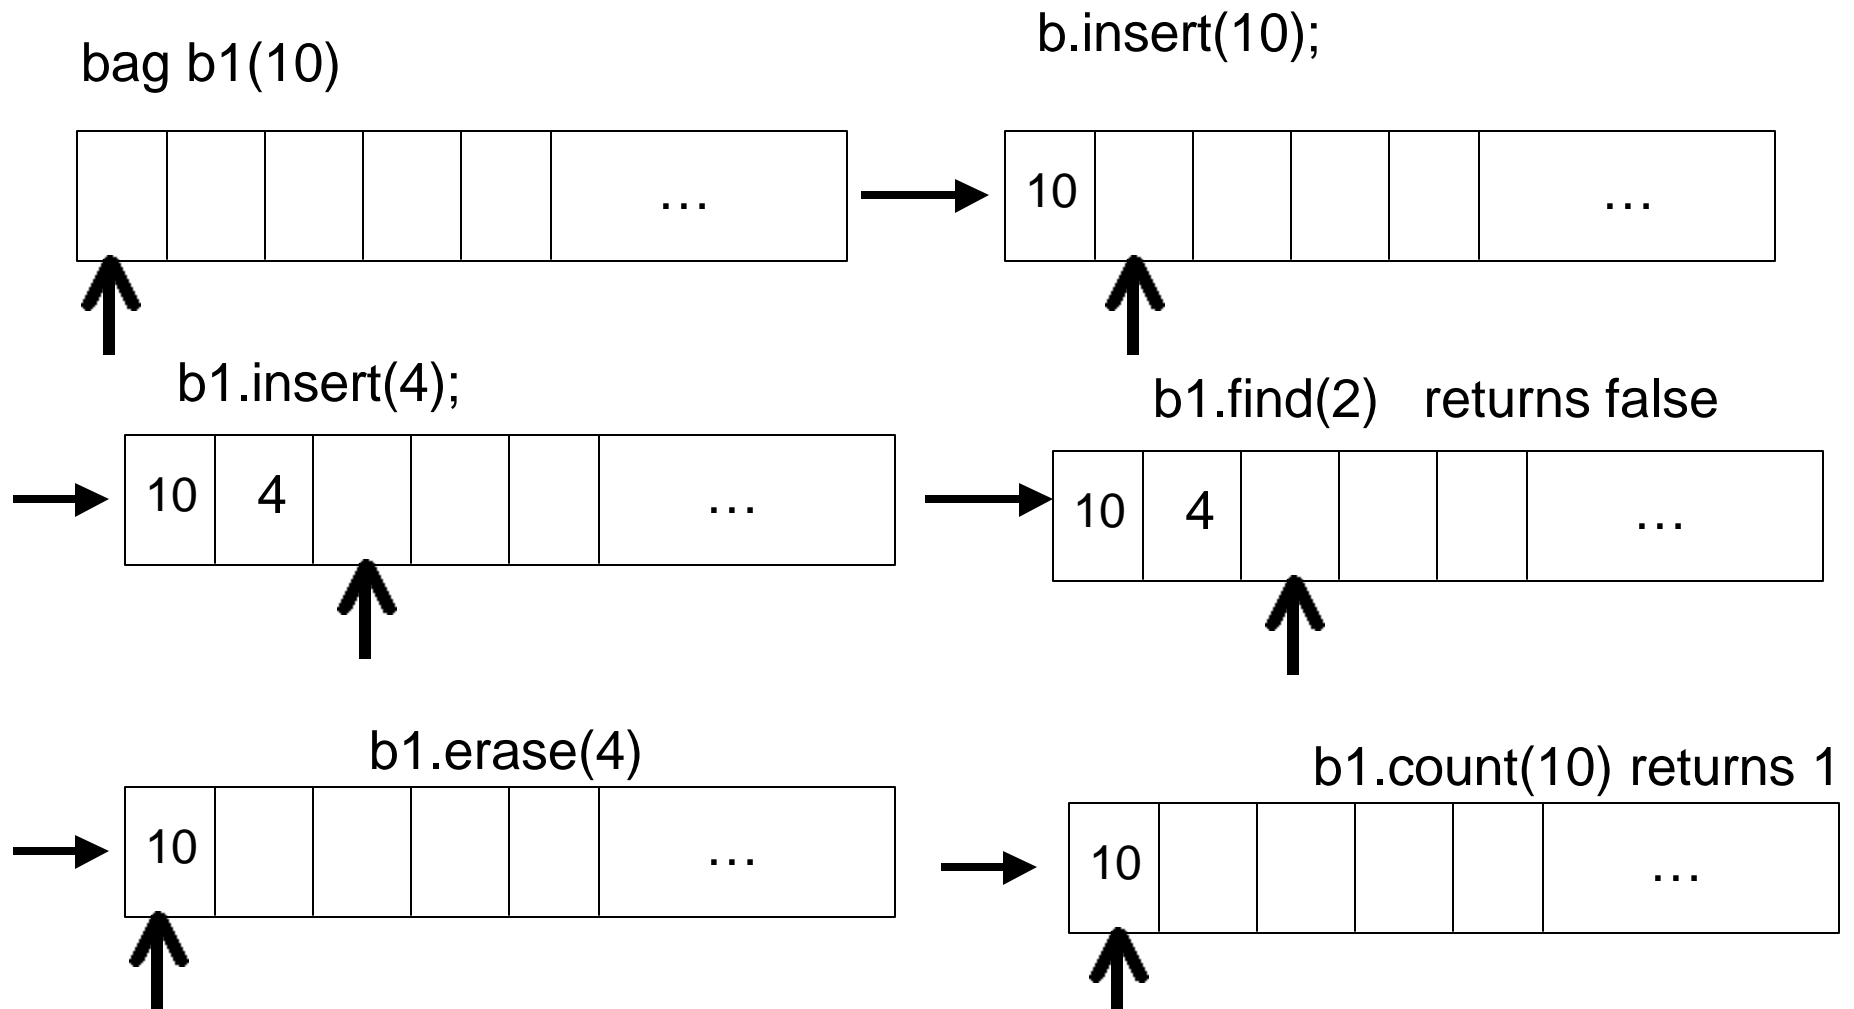 bag b1(10)
b.insert(10);
...
10 ...
b1.insert(4);
b1.find(2) returns false
10 4 ...
10 4 ...
b1.erase(4)
b1.count(10) returns 1
10 ...
10 ...